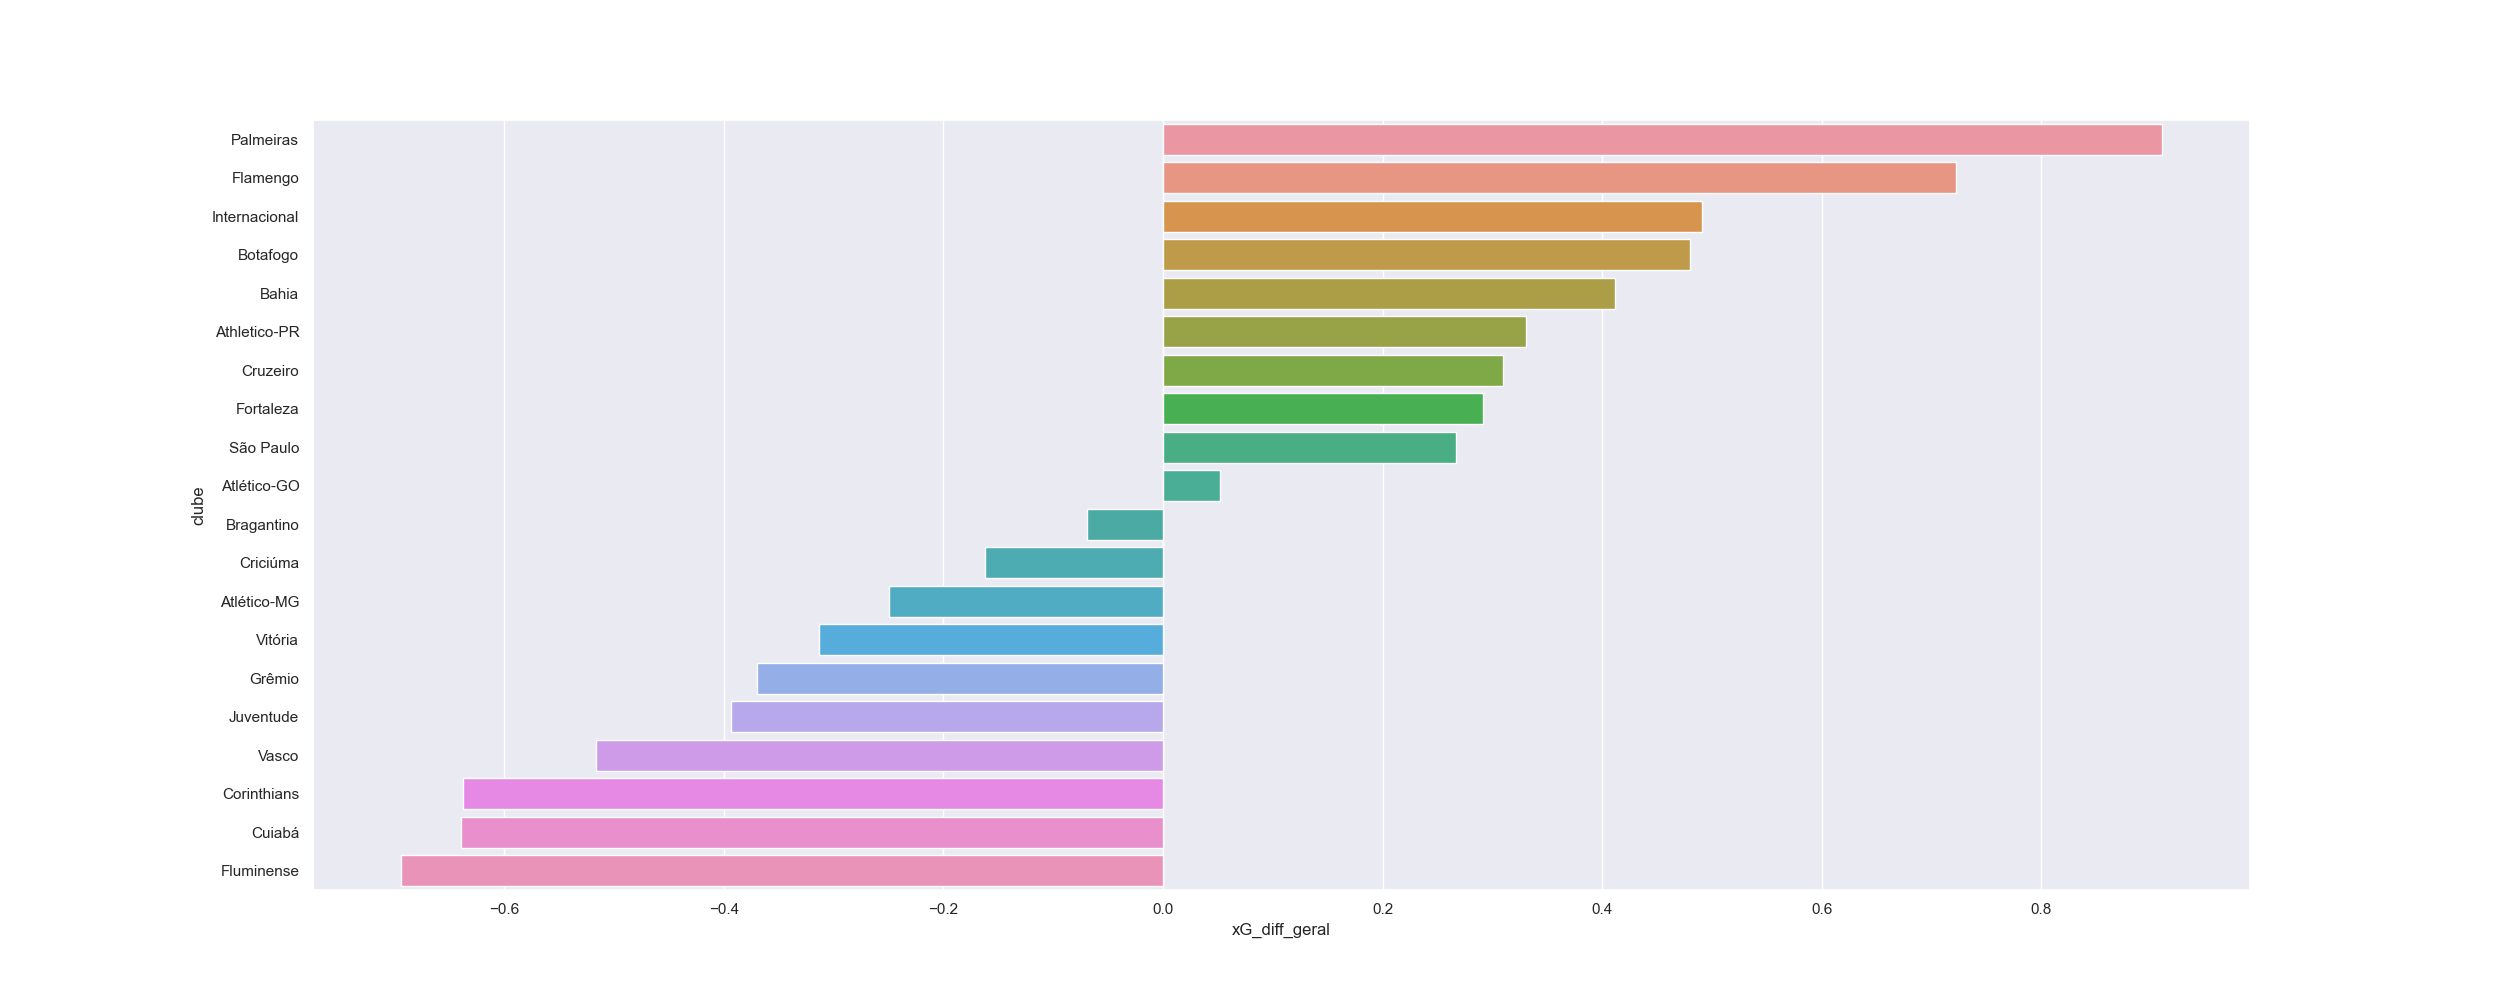 Palmeiras
Flamengo
Internacional
Botafogo
Bahia
Athletico-PR
Cruzeiro
Fortaleza
São Paulo
Atlético-GO
Bragantino
Criciúma
Atlético-MG
Vitória
Grêmio
Juventude
Vasco
Corinthians
Cuiabá
Fluminense
clube
−0.6 −0.4 −0.2 0.0 0.2 0.4 0.6 0.8
xG_diff_geral